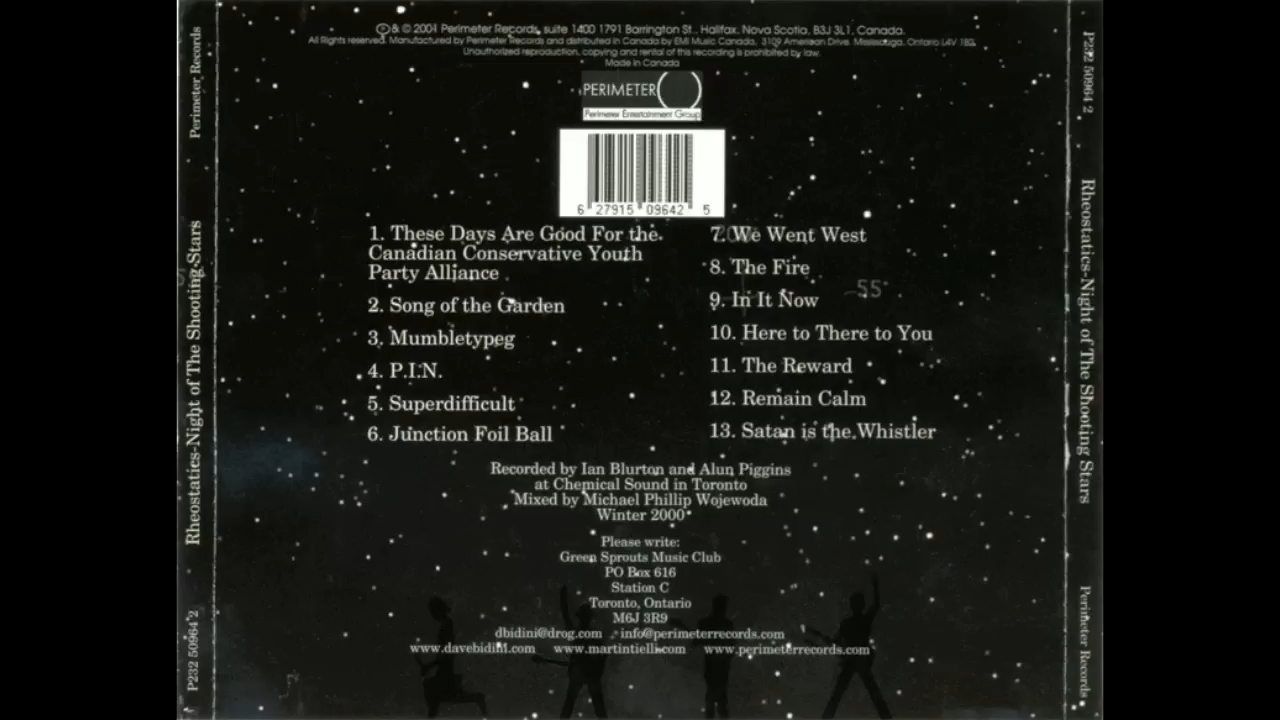 Ⓟ & © 2001 Perimeter Records, suite 1400 1791 Barrington St., Halifax, Nova Scotia, B3J 3L1, Canada.
All Rights reserved. Manufactured by Perimeter Records and distributed in Canada by EMI Music Canada, 3109 American Drive, Mississauga, Ontario L4V 1B2.
Unauthorized reproduction, copying and rental of this recording is prohibited by law.
Made in Canada
PERIMETER
Perimeter Entertainment Group
6 27915 09642 5
1. These Days Are Good For the
Canadian Conservative Youth
Party Alliance
2. Song of the Garden
3. Mumbletypeg
4. P.I.N.
5. Superdifficult
6. Junction Foil Ball
7. We Went West
8. The Fire
9. In It Now
10. Here to There to You
11. The Reward
12. Remain Calm
13. Satan is the Whistler
55
Recorded by Ian Blurton and Alun Piggins
at Chemical Sound in Toronto
Mixed by Michael Phillip Wojewoda
Winter 2000
Please write:
Green Sprouts Music Club
PO Box 616
Station C
Toronto, Ontario
M6J 3R9
dbidini@drog.com info@perimeterrecords.com
www.davebidini.com www.martintielli.com www.perimeterrecords.com
P232 50964 2 Rheostatics-Night of The Shooting Stars Perimeter Records
P232 50964 2 Rheostatics-Night of The Shooting Stars Perimeter Records